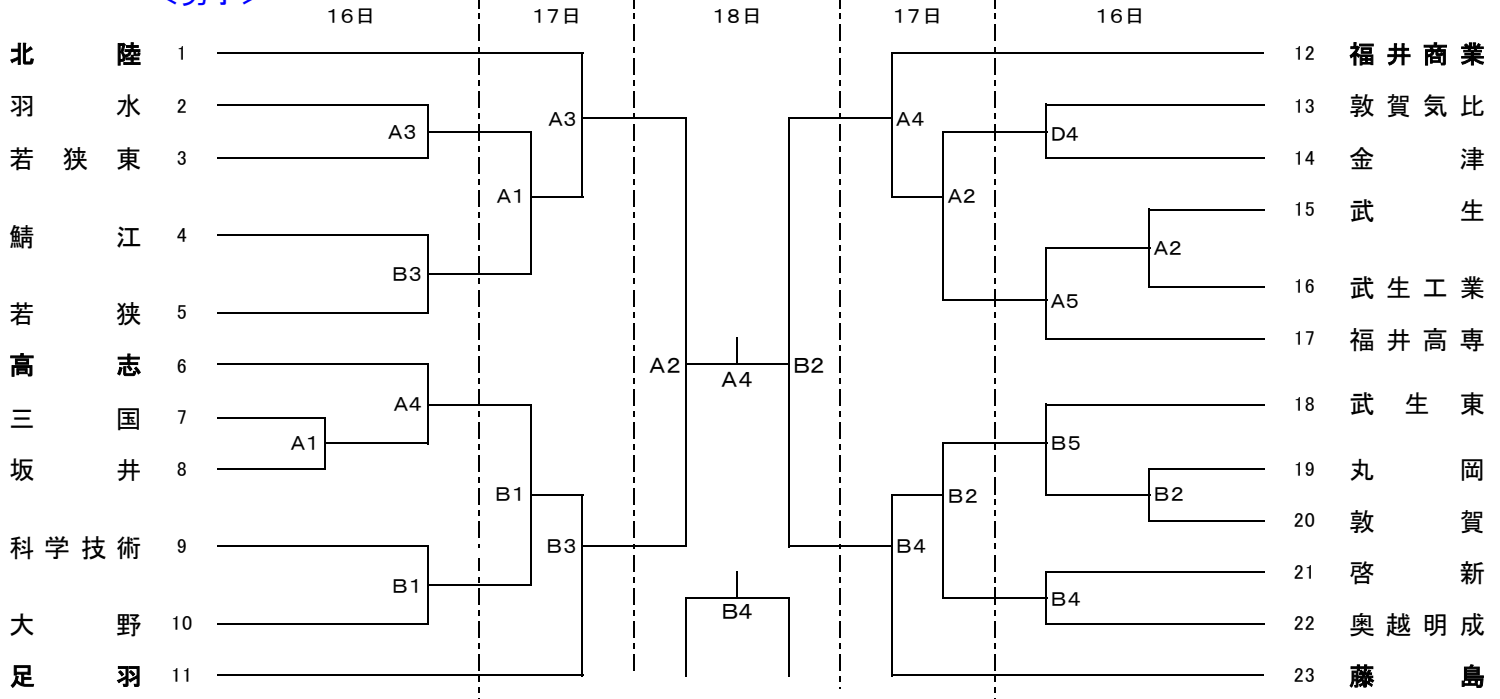 16日 17日 18日 17日 16日
北陸 1 12 福井商業
羽水 2 A3 A4 13 敦賀気比
A3 D4
若狭東 3 14 金津
A1 A2 15 武生
鯖江 4 A2
B3 16 武生工業
A5
若狭 5 17 福井高専
高志 6 A2 A4 B2
三国 7 A4 18 武生東
A1 B5
坂井 8 19 丸岡
B1 B2 B2
20 敦賀
科学技術 9 B3 B4
21 啓新
B1 B4
大野 10 B4 22 奥越明成
足羽 11 23 藤島